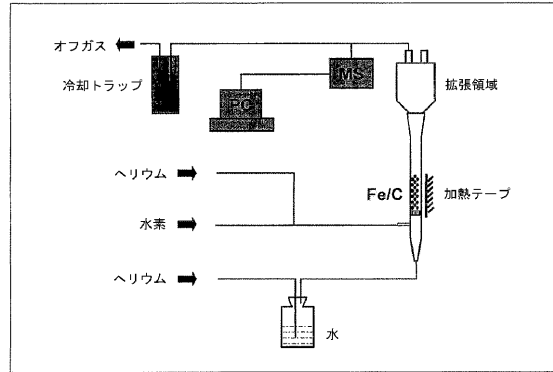 オフガス
冷却トラップ
PC
MS
拡張領域
ヘリウム
Fe/C
加熱テープ
水素
ヘリウム
水